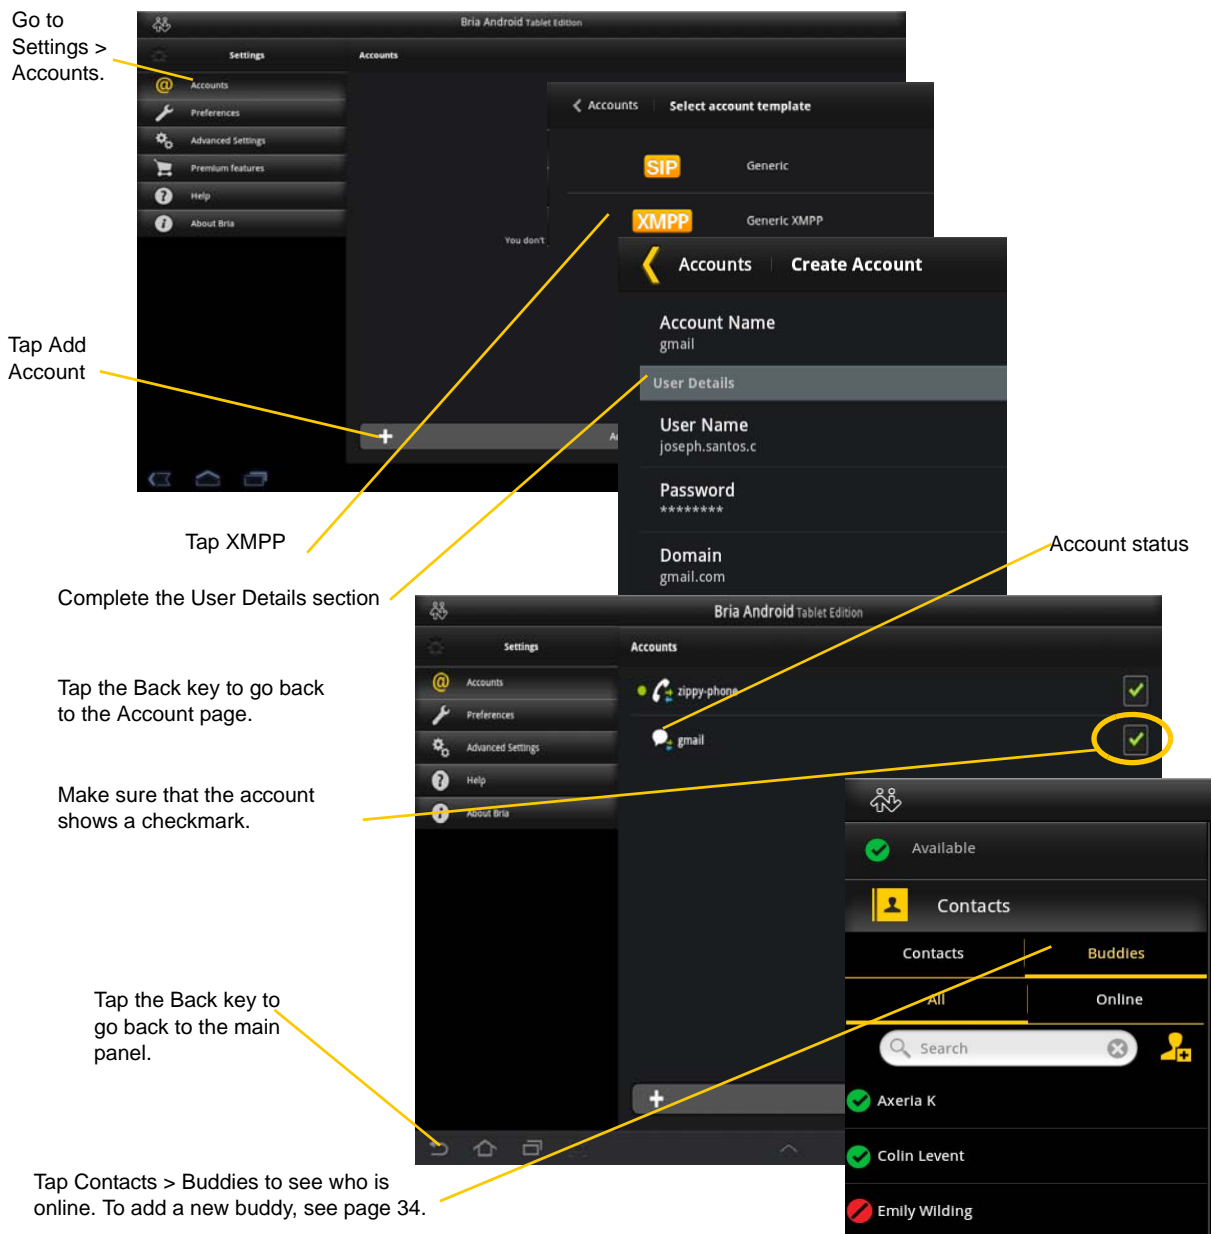 Go to
Settings >
Accounts.
Bria Android Tablet Edition
Settings
Accounts
Accounts
Preferences
Advanced Settings
Premium features
Help
About Bria
You don't
Accounts
Select account template
SIP
Generic
XMPP
Generic XMPP
Accounts
Create Account
Account Name
gmail
User Details
User Name
joseph.santos.c
Password
********
Domain
gmail.com
Tap Add
Account
Tap XMPP
Complete the User Details section
Account status
Bria Android Tablet Edition
Settings
Accounts
Accounts
Preferences
Advanced Settings
Help
About Bria
zippy-phone
gmail
Tap the Back key to go back
to the Account page.
Make sure that the account
shows a checkmark.
Available
Contacts
Contacts
Buddies
All
Online
Search
Axeria K
Colin Levent
Emily Wilding
Tap the Back key to
go back to the main
panel.
Tap Contacts > Buddies to see who is
online. To add a new buddy, see page 34.